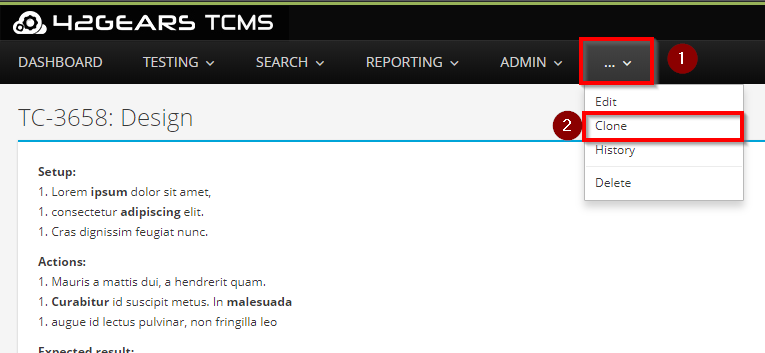 42GEARS TCMS
DASHBOARD TESTING SEARCH REPORTING ADMIN ... 1
Edit
TC-3658: Design
2 Clone
History
Delete
Setup:
1. Lorem ipsum dolor sit amet,
1. consectetur adipiscing elit.
1. Cras dignissim feugiat nunc.
Actions:
1. Mauris a mattis dui, a hendrerit quam.
1. Curabitur id suscipit metus. In malesuada
1. augue id lectus pulvinar, non fringilla leo
Expected result: